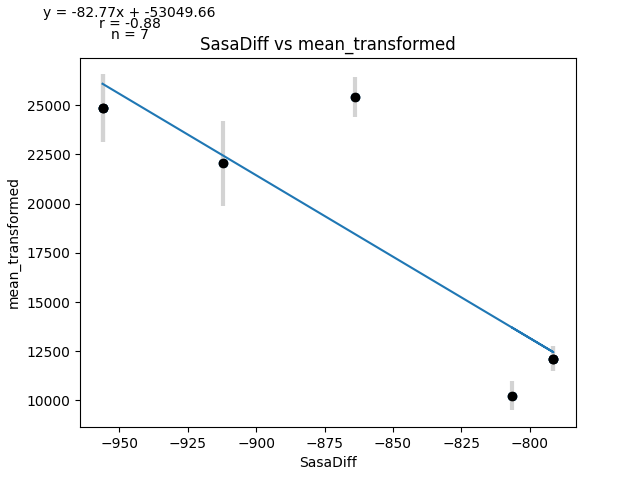 y = -82.77x + -53049.66
r = -0.88
n = 7
SasaDiff vs mean_transformed
25000
22500
20000
17500
15000
12500
10000
mean_transformed
−950
−925
−900
−875
−850
−825
−800
SasaDiff